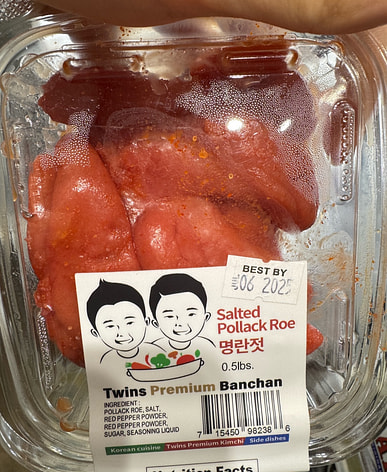 BEST BY
06 2025
Salted
Pollack Roe
명란젓
0.5lbs.
Twins Premium Banchan
INGREDIENT :
POLLACK ROE, SALT,
RED PEPPER POWDER,
RED PEPPER POWDER,
SUGAR, SEASONING LIQUID
7 15450 98238 6
Korean cuisine Twins Premium Kimchi Side dishes
Nutrition Facts